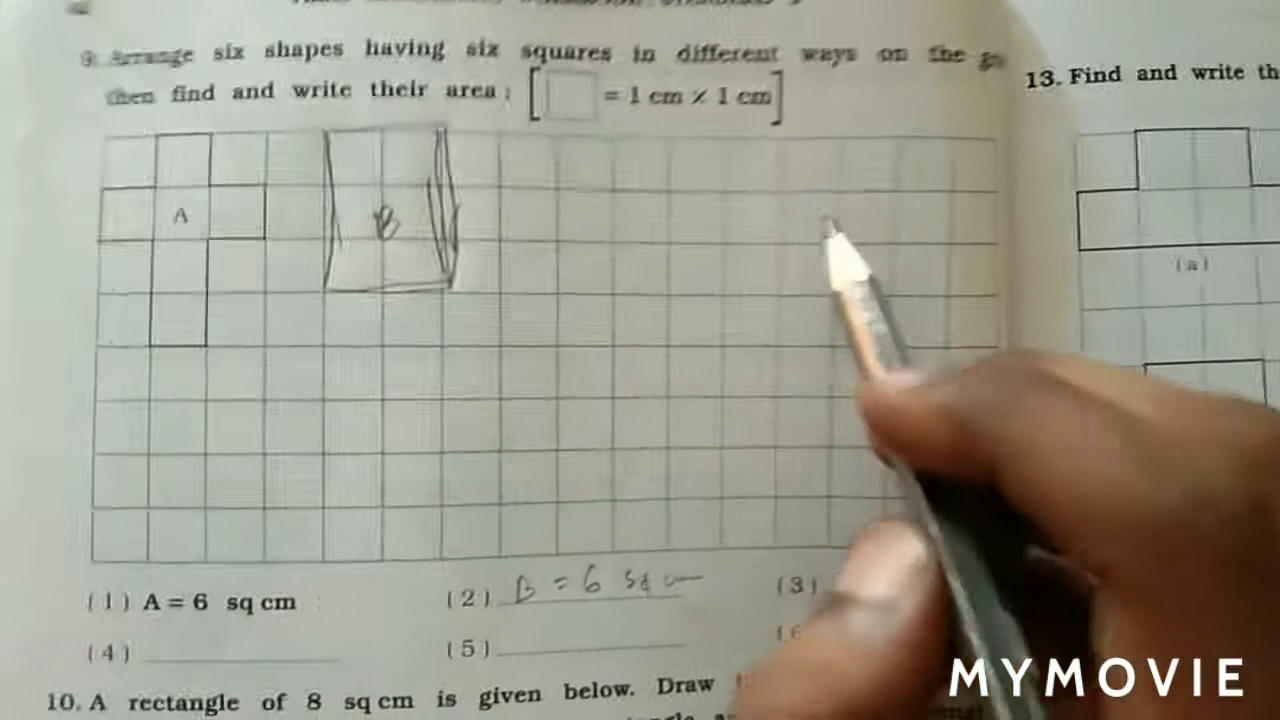 9. Arrange six shapes having six squares in different ways on the
then find and write their area : [ = 1 cm × 1 cm]
A
B
(1) A = 6 sq cm
(2) B = 6 sq cm
(3)
(4)
(5)
10. A rectangle of 8 sq cm is given below. Draw
13. Find and write
(a)
MYMOVIE